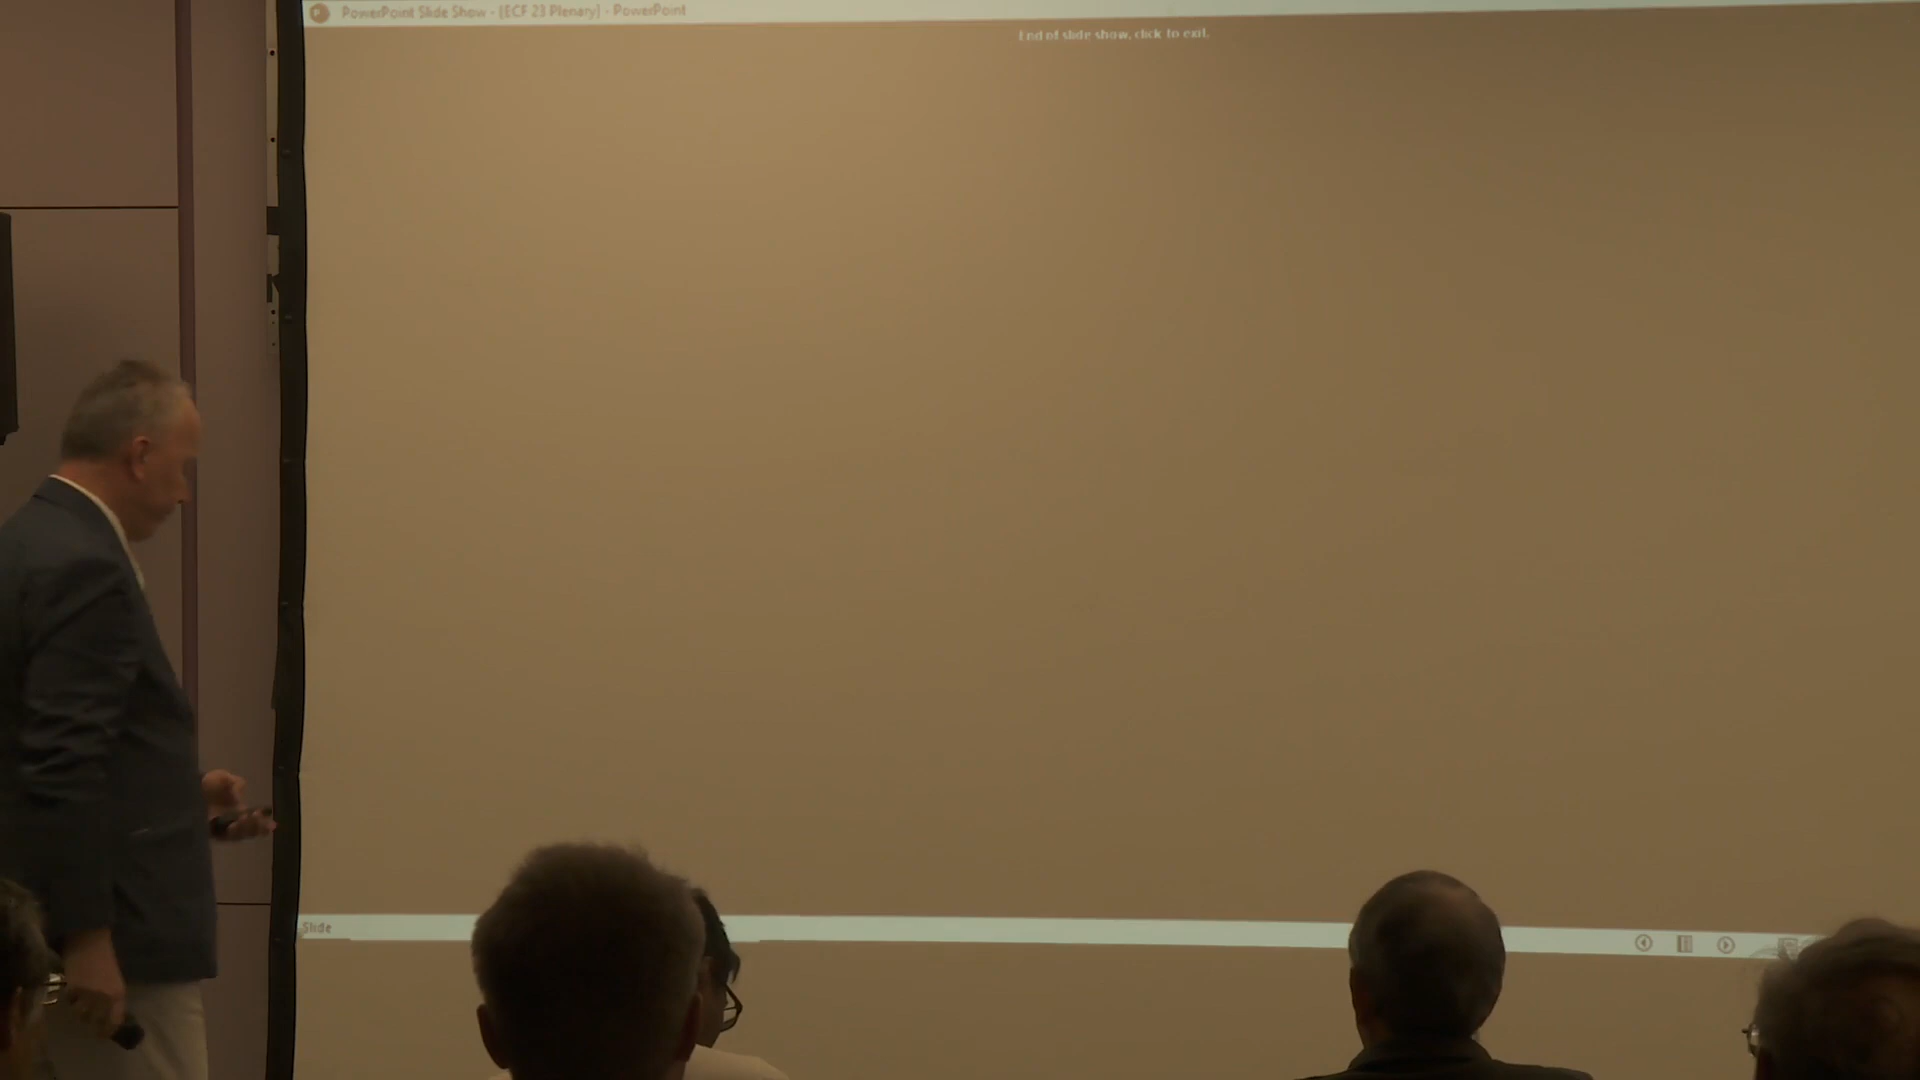 PowerPoint Slide Show - [ECF 23 Plenary] - PowerPoint
End of slide show, click to exit.
Slide